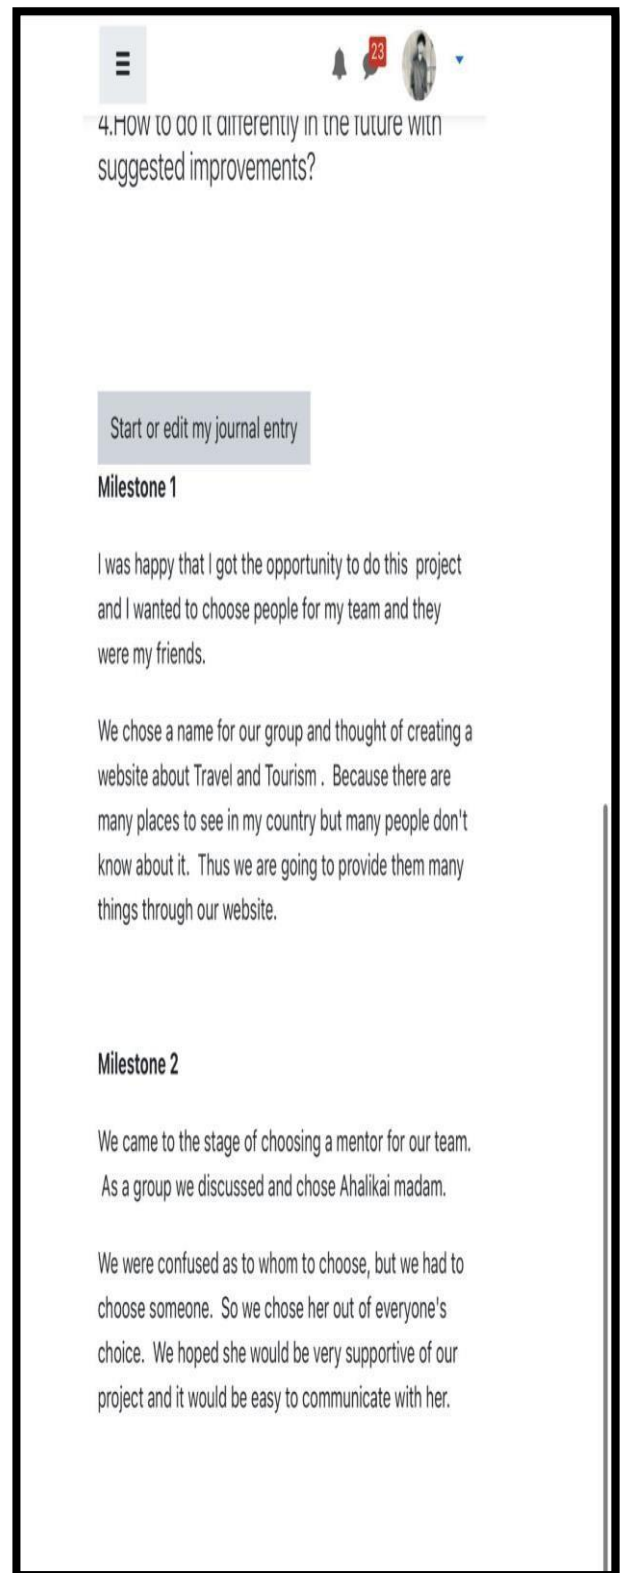 23
4.How to do it differently in the future with
suggested improvements?
Start or edit my journal entry
Milestone 1
I was happy that I got the opportunity to do this  project
and I wanted to choose people for my team and they
were my friends.
We chose a name for our group and thought of creating a
website about Travel and Tourism .  Because there are
many places to see in my country but many people don't
know about it.  Thus we are going to provide them many
things through our website.
Milestone 2
We came to the stage of choosing a mentor for our team.
As a group we discussed and chose Ahalikai madam.
We were confused as to whom to choose, but we had to
choose someone.  So we chose her out of everyone's
choice.  We hoped she would be very supportive of our
project and it would be easy to communicate with her.